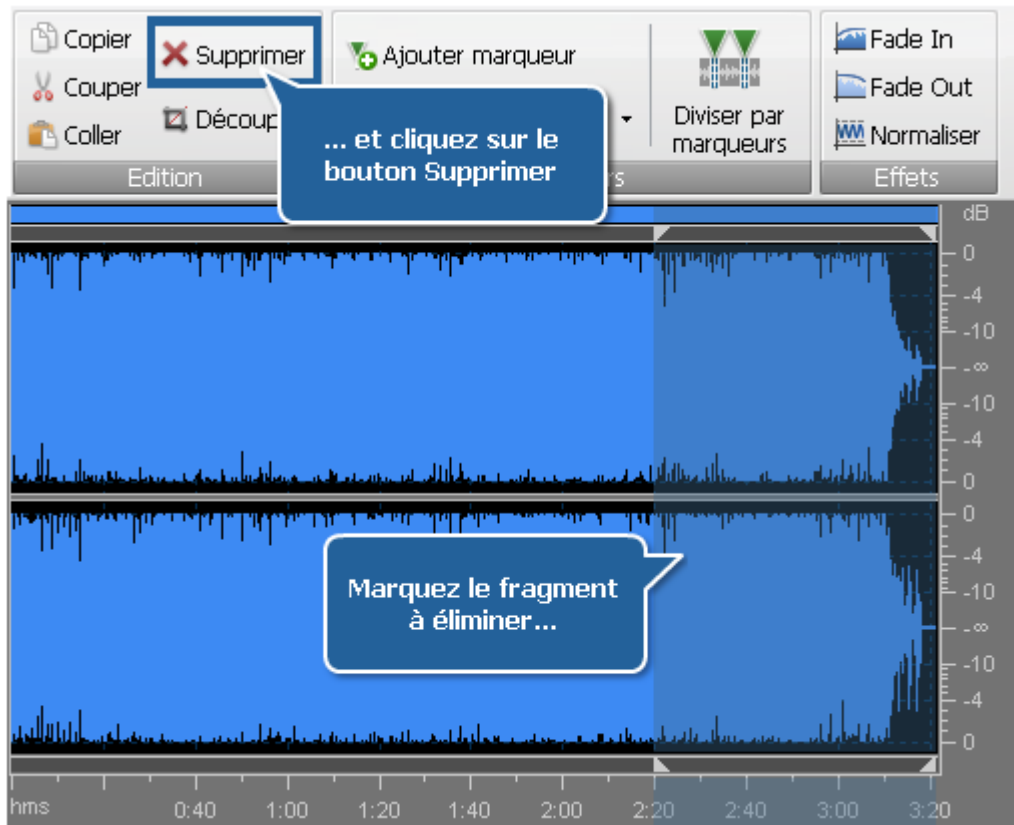 Copier
Supprimer
Ajouter marqueur
Fade In
Couper
Fade Out
Coller
Découp
Diviser par
marqueurs
Normaliser
... et cliquez sur le
bouton Supprimer
Edition
rs
Effets
dB
0
-4
-10
-∞
-10
-4
0
0
-4
-10
-∞
-10
-4
0
Marquez le fragment
à éliminer...
hms 0:40 1:00 1:20 1:40 2:00 2:20 2:40 3:00 3:20